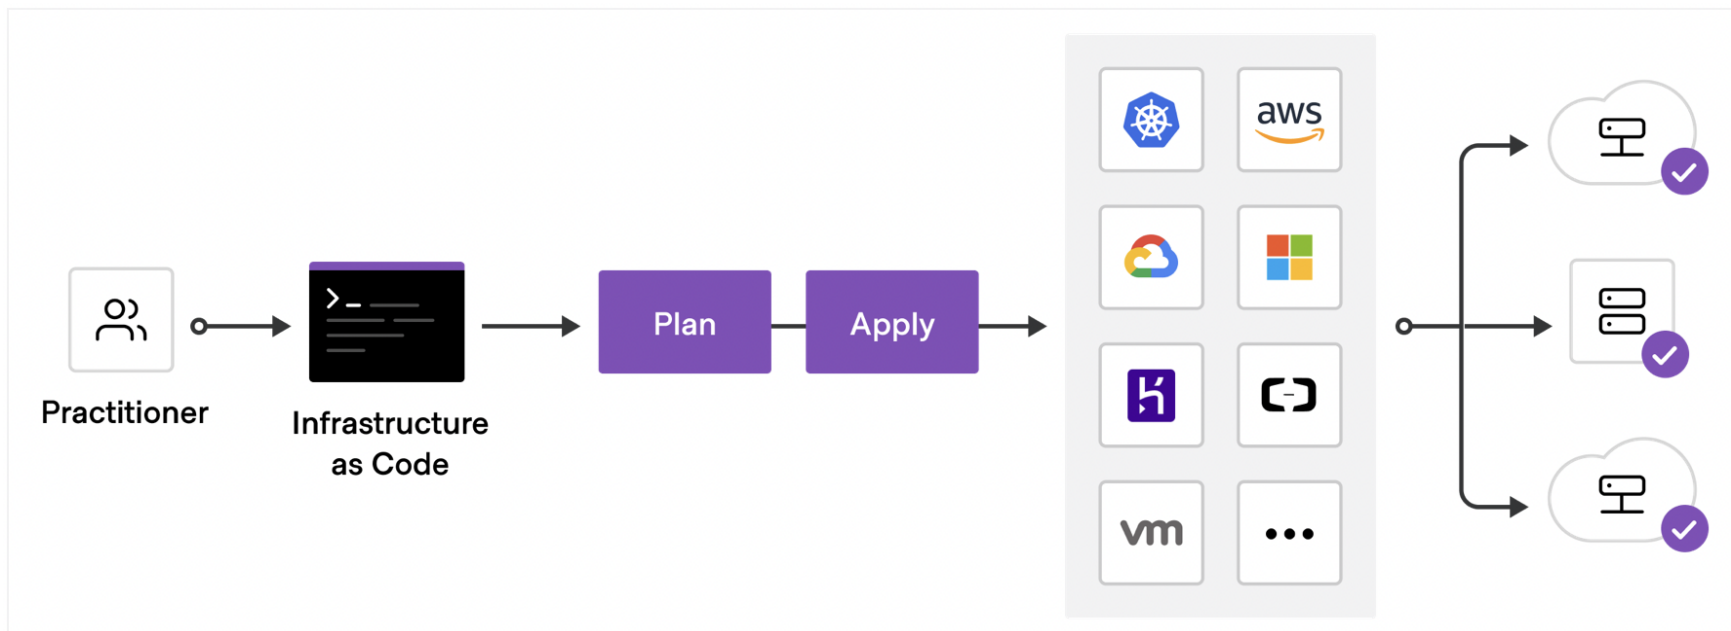 Practitioner
Infrastructure
as Code
Plan
Apply
aws
vm